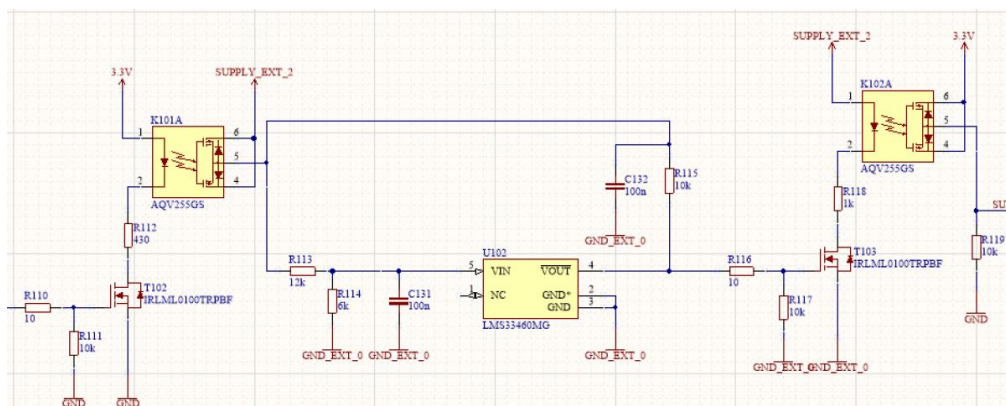 3.3V
SUPPLY_EXT_2
K101A
1
2
6
5
4
AQV255GS
R112
430
T102
IRLML0100TRPBF
R110
10
R111
10k
GND
GND
R113
12k
R114
6k
C131
100n
GND_EXT_0
GND_EXT_0
U102
5
VIN
1
NC
VOUT
4
GND*
2
GND
3
LMS33460MG
GND_EXT_0
C132
100n
GND_EXT_0
R115
10k
R116
10
R117
10k
GND_EXT_0
GND_EXT_0
SUPPLY_EXT_2
3.3V
K102A
1
2
6
5
4
AQV255GS
R118
1k
T103
IRLML0100TRPBF
SU
R119
10k
GND